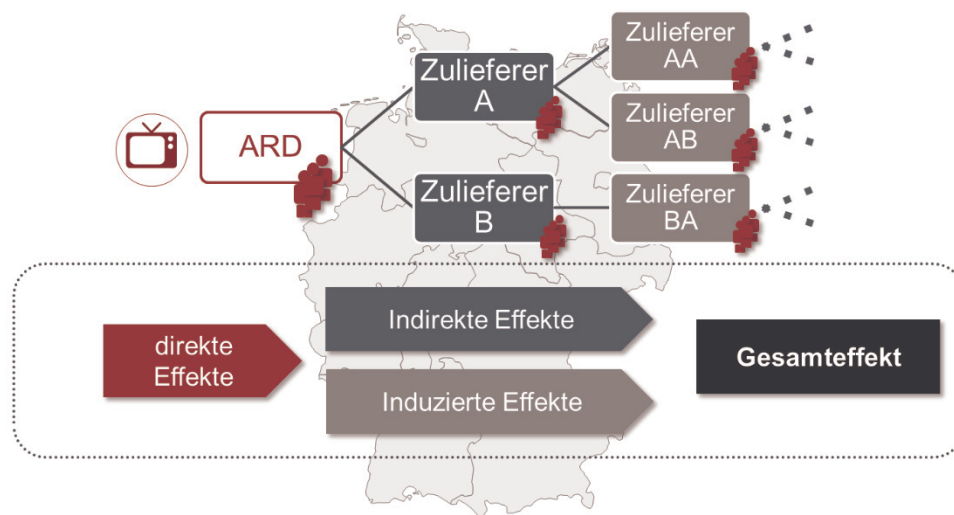 ARD
Zulieferer
A
Zulieferer
B
Zulieferer
AA
Zulieferer
AB
Zulieferer
BA
direkte
Effekte
Indirekte Effekte
Induzierte Effekte
Gesamteffekt